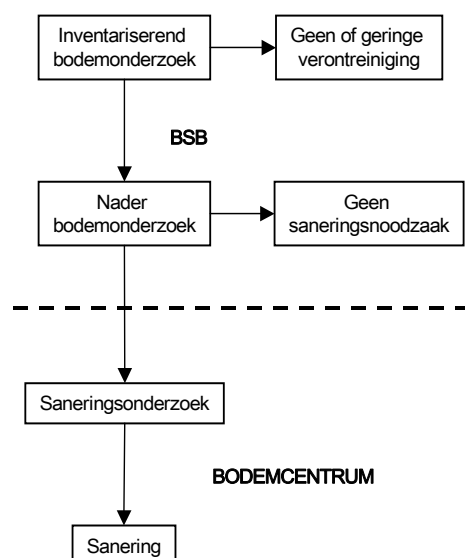 Inventariserend
bodemonderzoek
Geen of geringe
verontreiniging
BSB
Nader
bodemonderzoek
Geen
saneringsnoodzaak
Saneringsonderzoek
BODEMCENTRUM
Sanering